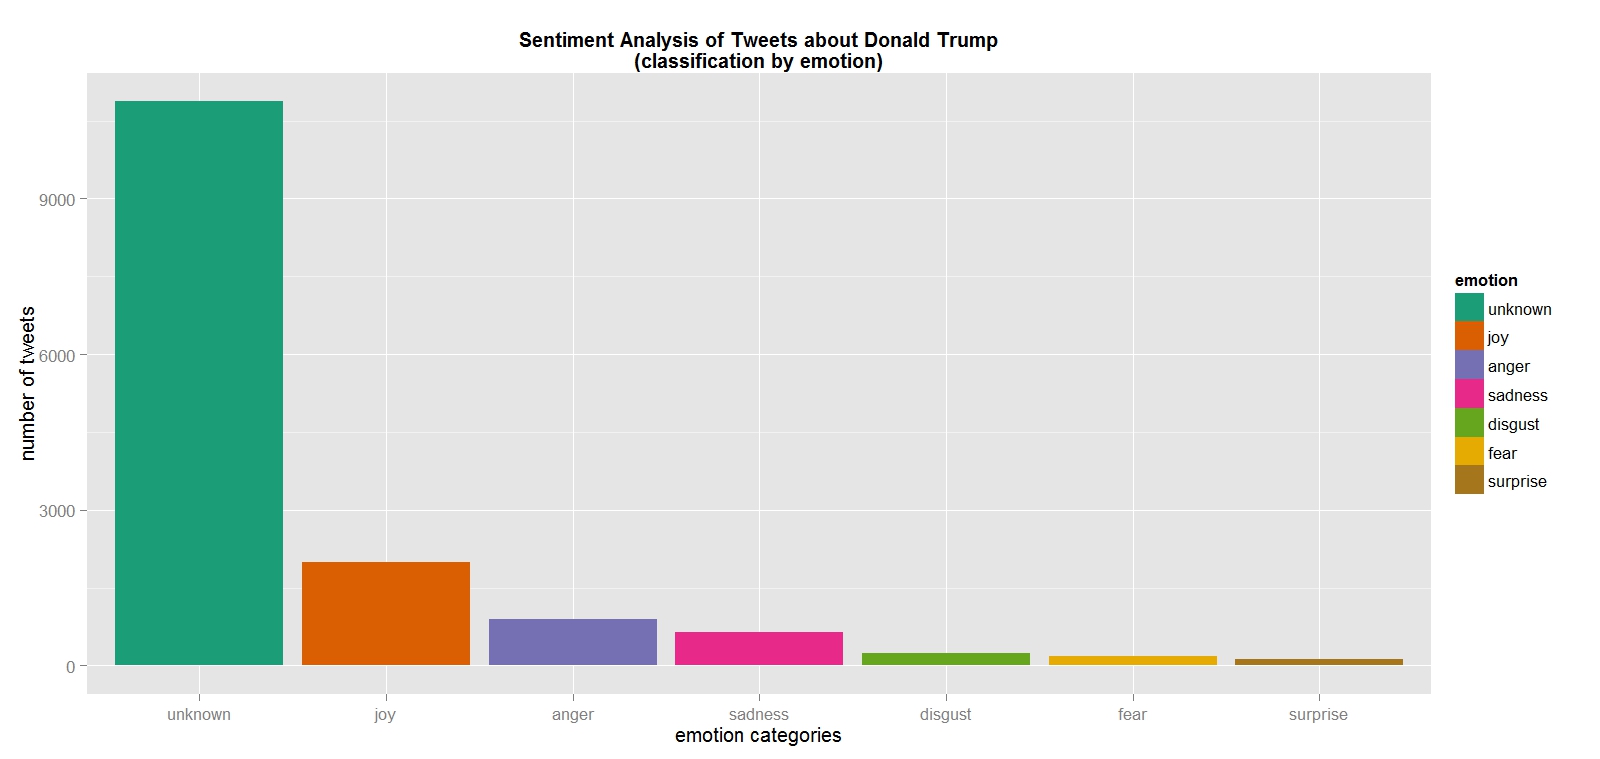 Sentiment Analysis of Tweets about Donald Trump
(classification by emotion)
number of tweets
9000
6000
3000
0
unknown joy anger sadness disgust fear surprise
emotion categories
emotion
unknown
joy
anger
sadness
disgust
fear
surprise